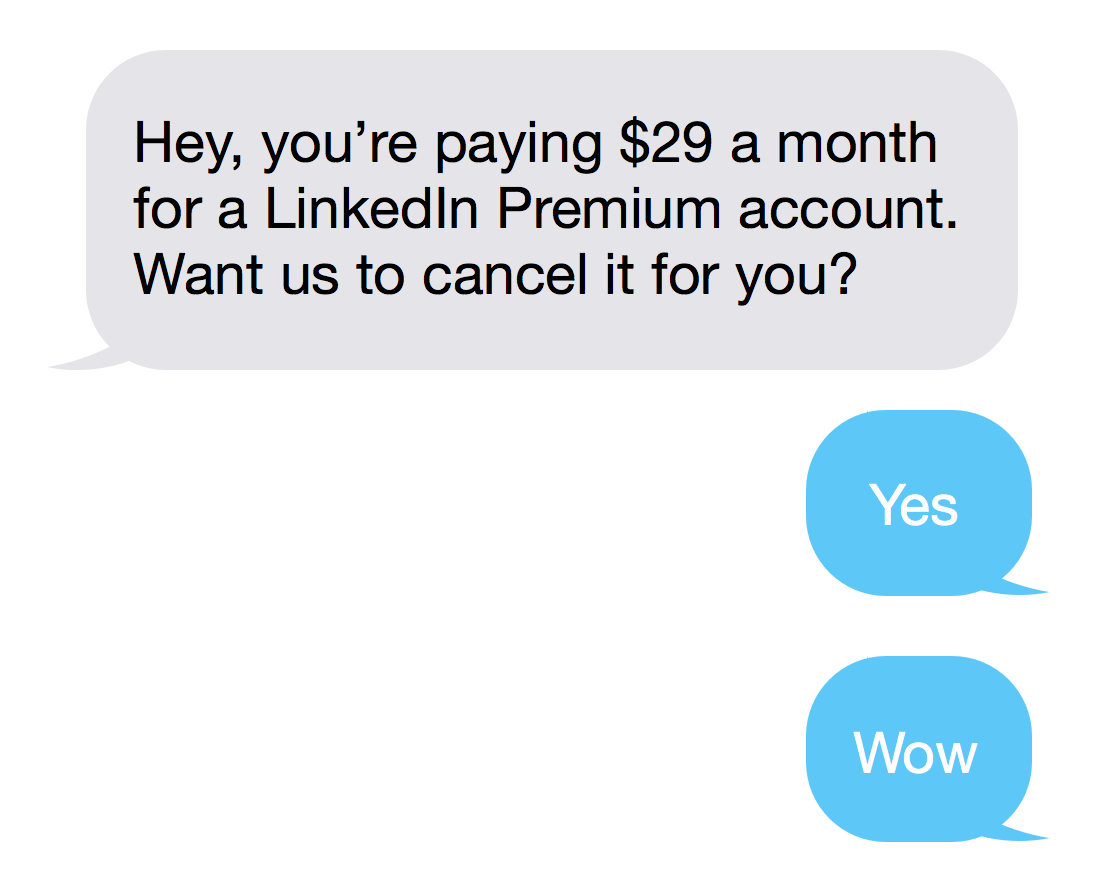 Hey, you’re paying $29 a month
for a LinkedIn Premium account.
Want us to cancel it for you?
Yes
Wow